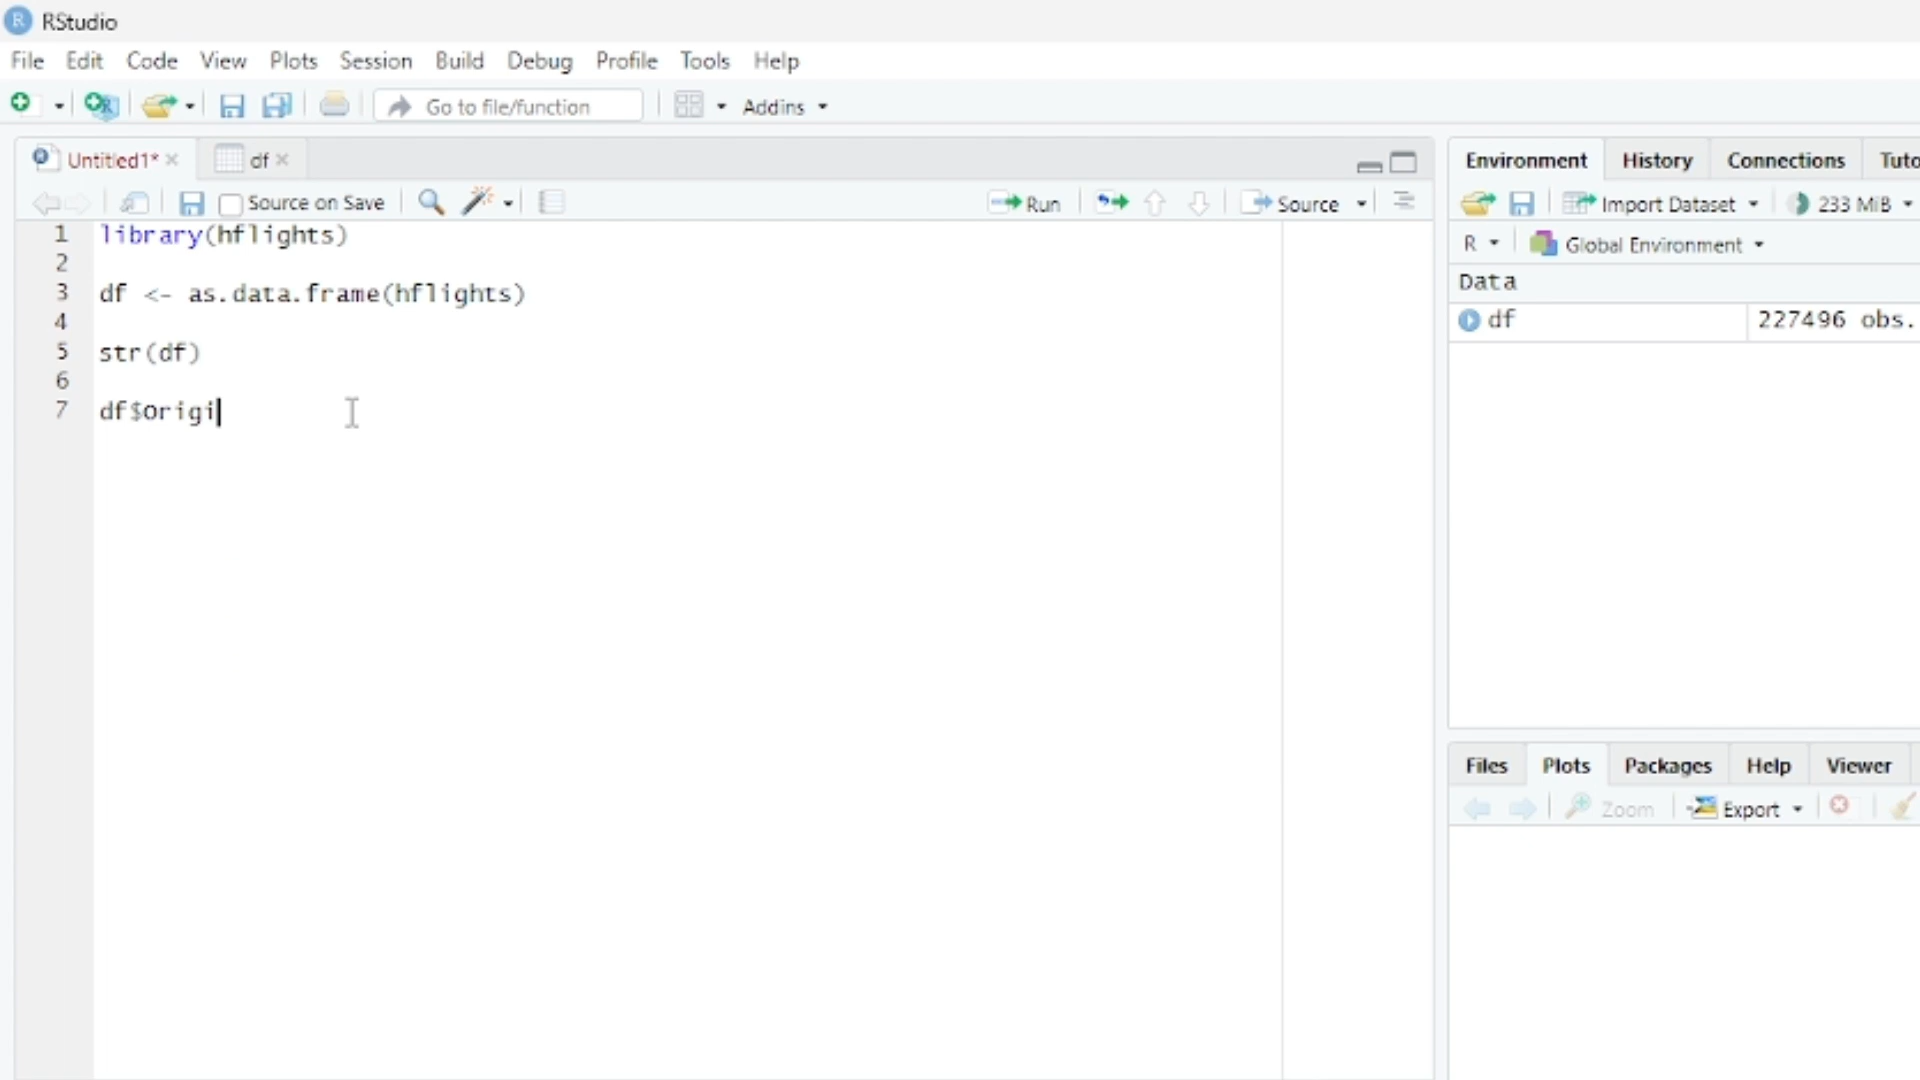 RStudio
File Edit Code View Plots Session Build Debug Profile Tools Help
Go to file/function Addins
Untitled1* df
Source on Save Run Source
1 library(hflights)
2
3 df <- as.data.frame(hflights)
4
5 str(df)
6
7 df$Origi
Environment History Connections Tuto
Import Dataset 233 MiB
R Global Environment
Data
df 227496 obs.
Files Plots Packages Help Viewer
Zoom Export